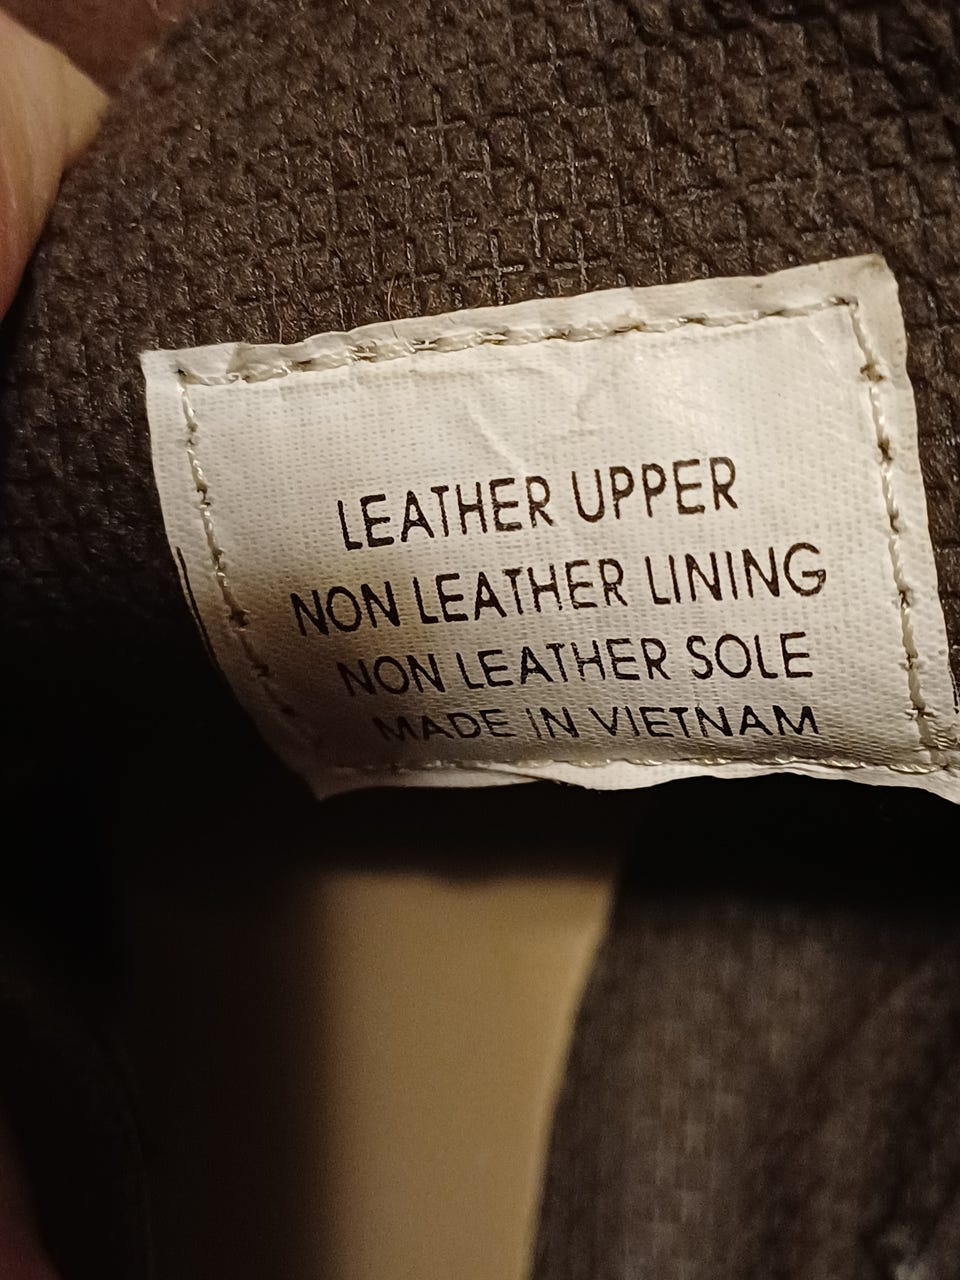 LEATHER UPPER
NON LEATHER LINING
NON LEATHER SOLE
MADE IN VIETNAM